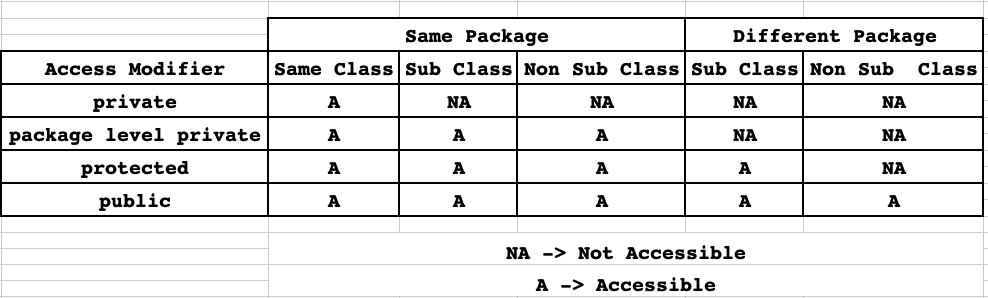 Same Package Different Package
Access Modifier Same Class Sub Class Non Sub Class Sub Class Non Sub Class
private A NA NA NA NA
package level private A A A NA NA
protected A A A A NA
public A A A A A
NA -> Not Accessible
A -> Accessible